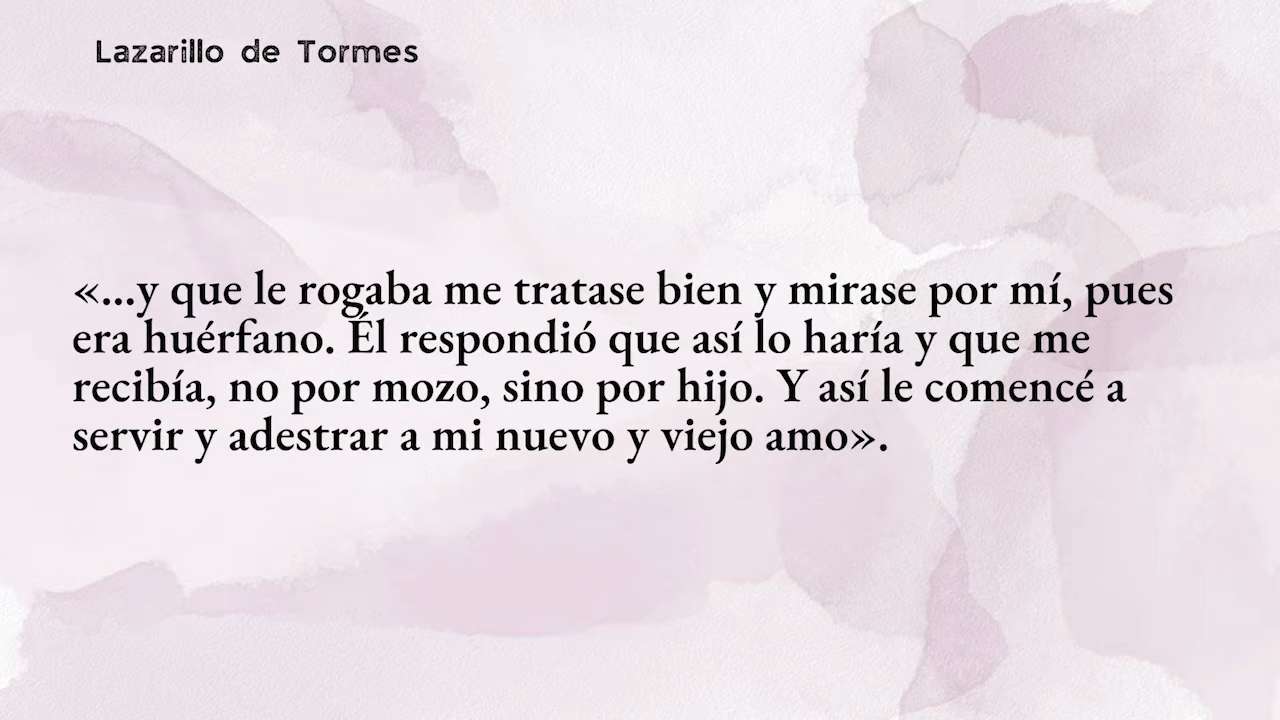 Lazarillo de Tormes
«...y que le rogaba me tratase bien y mirase por mí, pues
era huérfano. Él respondió que así lo haría y que me
recibía, no por mozo, sino por hijo. Y así le comencé a
servir y adestrar a mi nuevo y viejo amo».